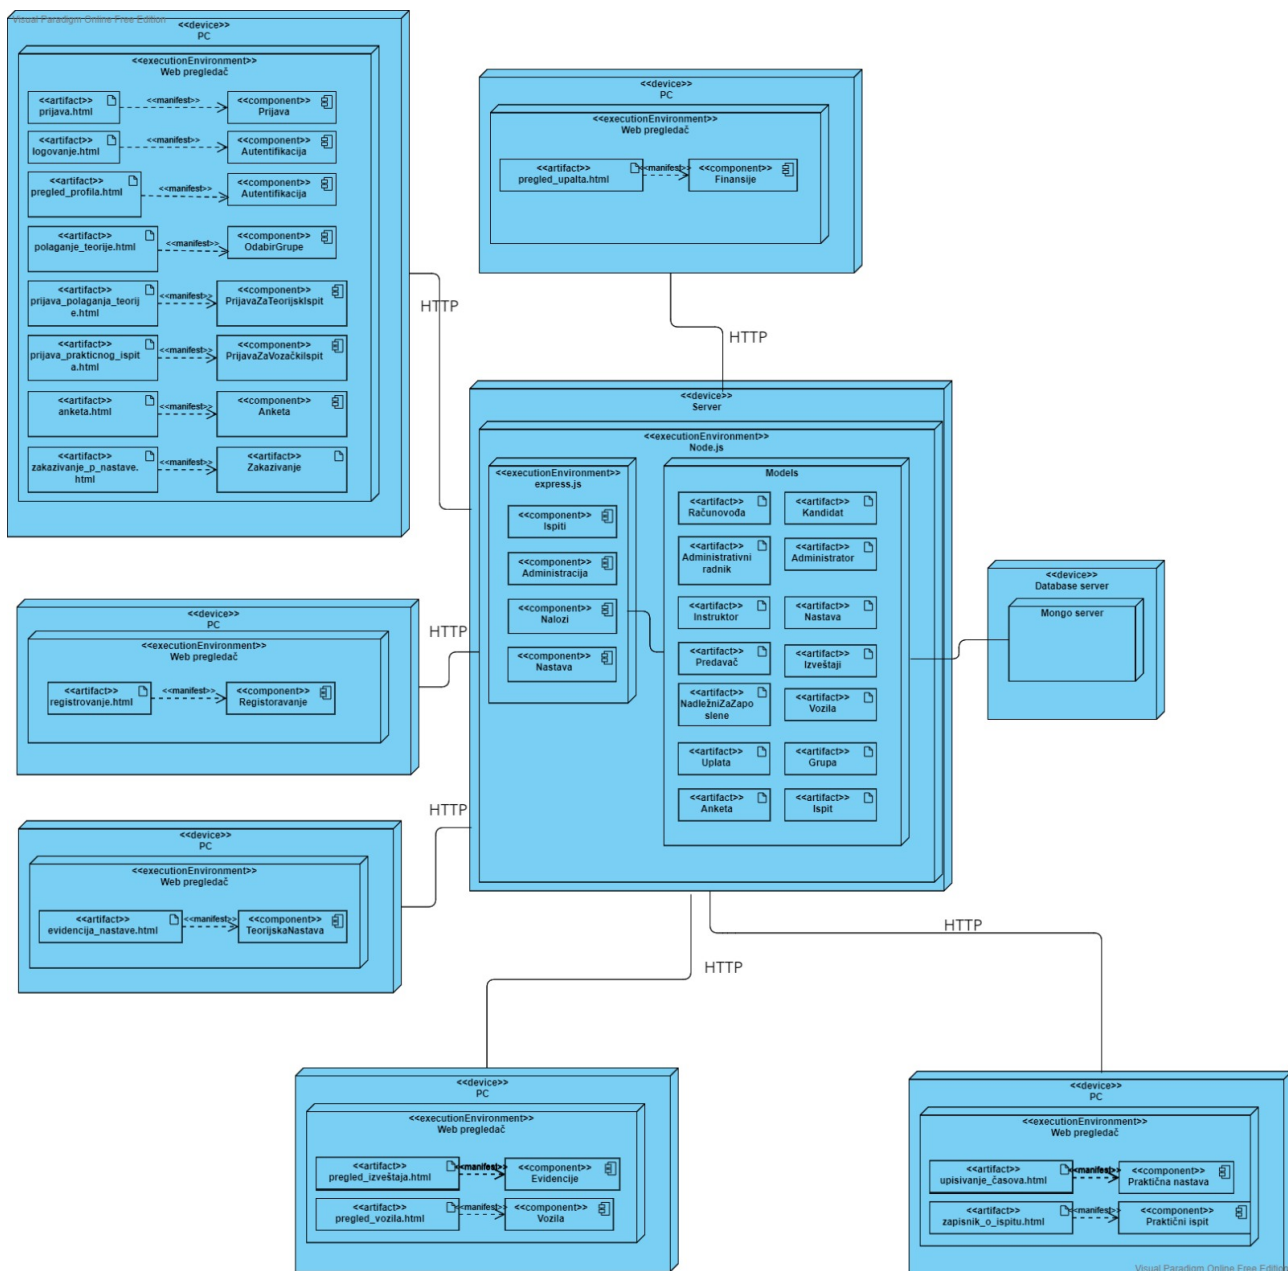 Visual Paradigm Online Free Edition
<<device>>
PC
<<executionEnvironment>>
Web pregledač
<<artifact>>
prijava.html
<<manifest>>
<<component>>
Prijava
<<artifact>>
logovanje.html
<<manifest>>
<<component>>
Autentifikacija
<<artifact>>
pregled_profila.html
<<manifest>>
<<component>>
Autentifikacija
<<artifact>>
polaganje_teorije.html
<<manifest>>
<<component>>
OdabirGrupe
<<artifact>>
prijava_polaganja_teorij
e.html
<<manifest>>
<<component>>
PrijavaZaTeorijskIspit
<<artifact>>
prijava_prakticnog_ispit
a.html
<<manifest>>
<<component>>
PrijavaZaVozačkiIspit
<<artifact>>
anketa.html
<<manifest>>
<<component>>
Anketa
<<artifact>>
zakazivanje_p_nastave.
html
<<manifest>>
<<artifact>>
Zakazivanje
HTTP
<<device>>
PC
<<executionEnvironment>>
Web pregledač
<<artifact>>
pregled_upalta.html
<<manifest>>
<<component>>
Finansije
HTTP
<<device>>
Server
<<executionEnvironment>>
Node.js
<<executionEnvironment>>
express.js
<<component>>
Ispiti
<<component>>
Administracija
<<component>>
Nalozi
<<component>>
Nastava
Models
<<artifact>>
Računovođa
<<artifact>>
Kandidat
<<artifact>>
Administrativni
radnik
<<artifact>>
Administrator
<<artifact>>
Instruktor
<<artifact>>
Nastava
<<artifact>>
Predavač
<<artifact>>
Izveštaji
<<artifact>>
NadležniZaZapo
slene
<<artifact>>
Vozila
<<artifact>>
Uplata
<<artifact>>
Grupa
<<artifact>>
Anketa
<<artifact>>
Ispit
<<device>>
Database server
Mongo server
<<device>>
PC
<<executionEnvironment>>
Web pregledač
<<artifact>>
registrovanje.html
<<manifest>>
<<component>>
Registoravanje
HTTP
<<device>>
PC
<<executionEnvironment>>
Web pregledač
<<artifact>>
evidencija_nastave.html
<<manifest>>
<<component>>
TeorijskaNastava
HTTP
HTTP
HTTP
<<device>>
PC
<<executionEnvironment>>
Web pregledač
<<artifact>>
pregled_izveštaja.html
<<manifest>>
<<component>>
Evidencije
<<artifact>>
pregled_vozila.html
<<manifest>>
<<component>>
Vozila
<<device>>
PC
<<executionEnvironment>>
Web pregledač
<<artifact>>
upisivanje_časova.html
<<manifest>>
<<component>>
Praktična nastava
<<artifact>>
zapisnik_o_ispitu.html
<<manifest>>
<<component>>
Praktični ispit
Visual Paradigm Online Free Edition